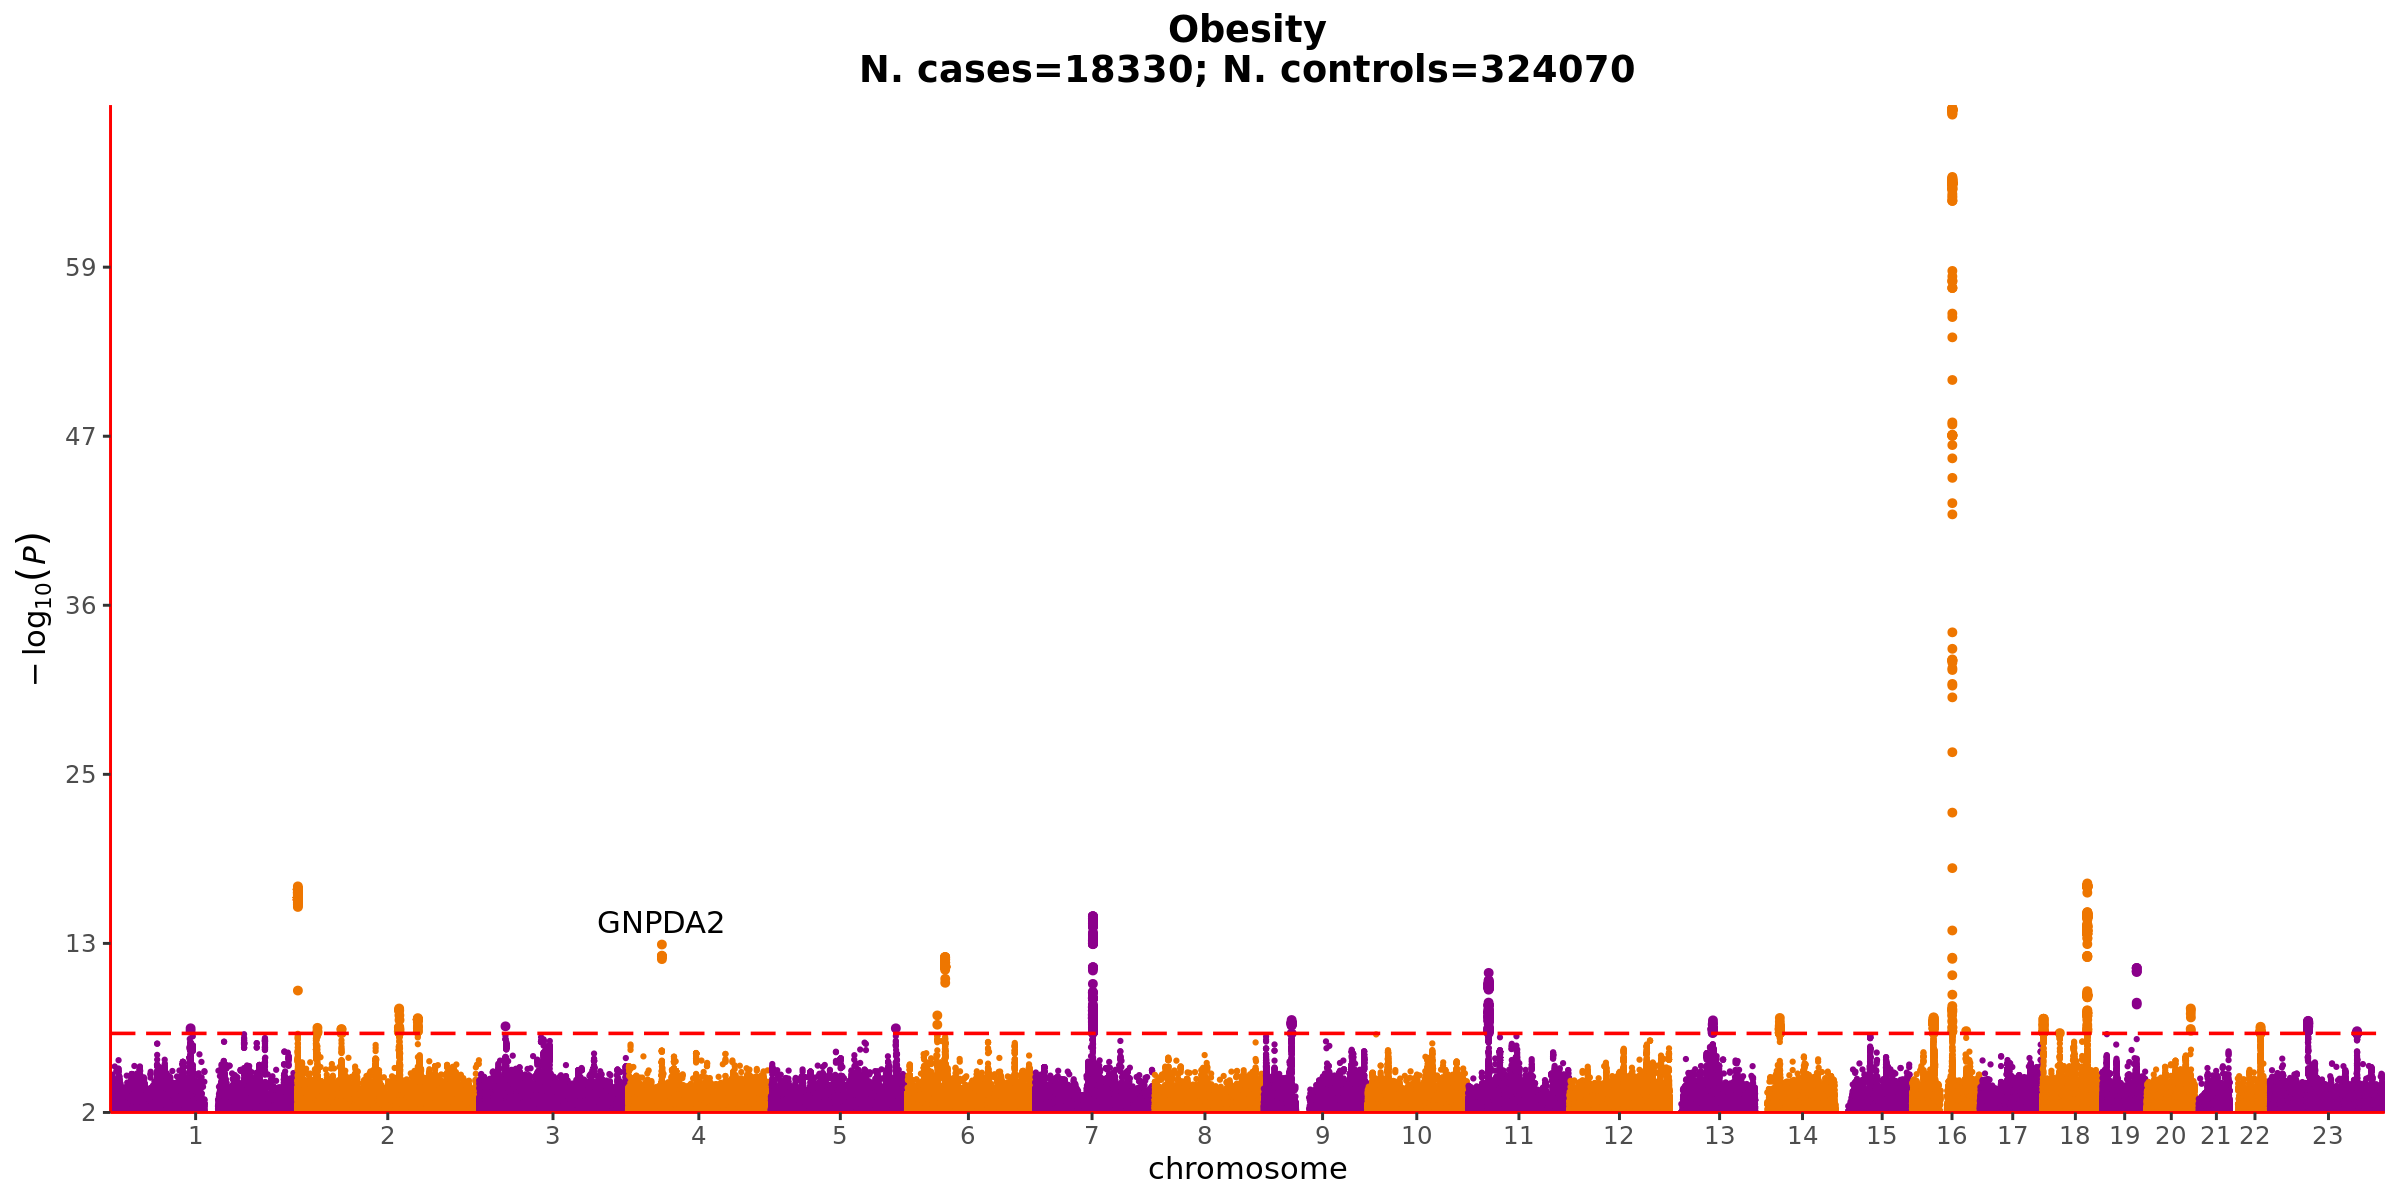 Obesity
N. cases=18330; N. controls=324070
− log₁₀(P)
59
47
36
25
13
2
GNPDA2
1 2 3 4 5 6 7 8 9 10 11 12 13 14 15 16 17 18 19 20 21 22 23
chromosome